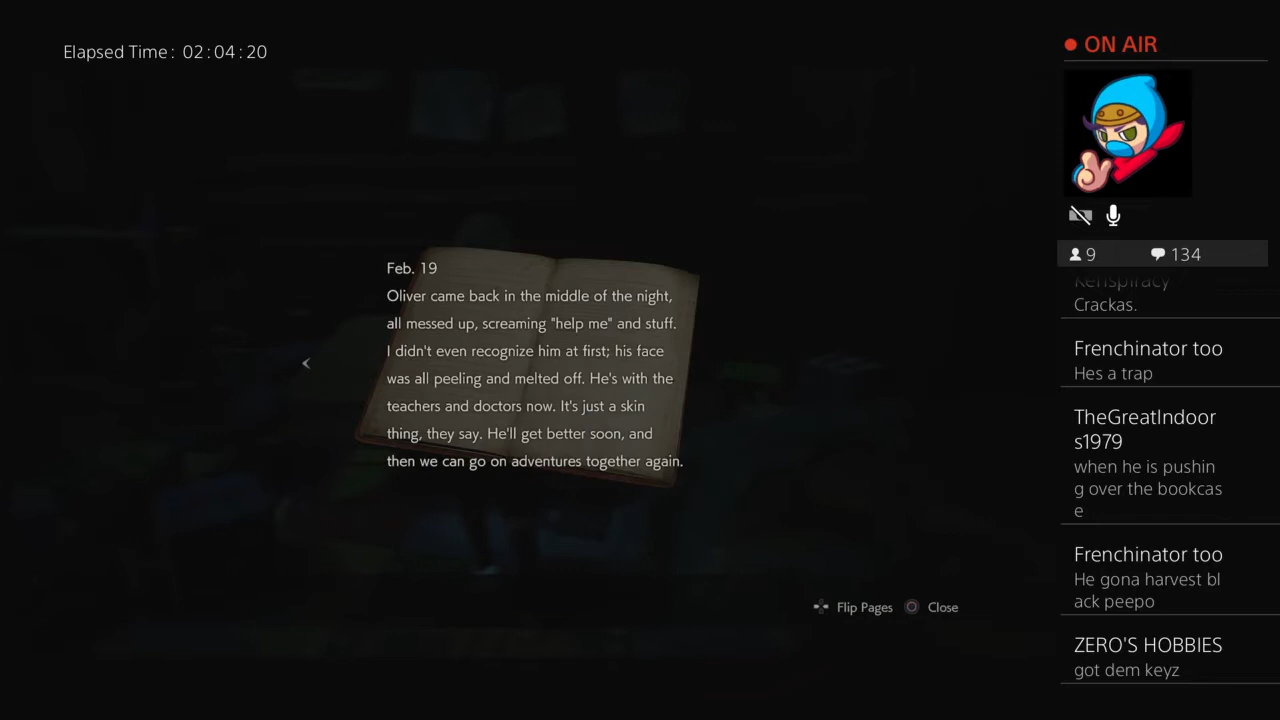 Elapsed Time: 02:04:20
Feb. 19
Oliver came back in the middle of the night,
all messed up, screaming "help me" and stuff.
I didn't even recognize him at first; his face
was all peeling and melted off. He's with the
teachers and doctors now. It's just a skin
thing, they say. He'll get better soon, and
then we can go on adventures together again.
Flip Pages
Close
ON AIR
9
134
Kenspiracy
Crackas.
Frenchinator too
Hes a trap
TheGreatIndoor
s1979
when he is pushin
g over the bookcas
e
Frenchinator too
He gona harvest bl
ack peepo
ZERO'S HOBBIES
got dem keyz